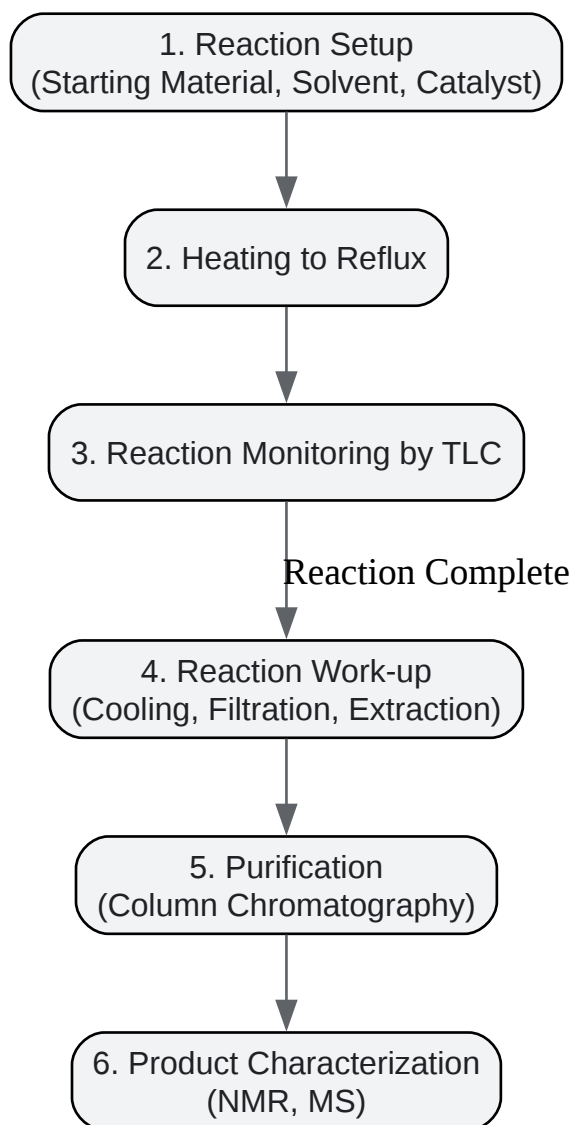 1. Reaction Setup
(Starting Material, Solvent, Catalyst)
2. Heating to Reflux
3. Reaction Monitoring by TLC
Reaction Complete
4. Reaction Work-up
(Cooling, Filtration, Extraction)
5. Purification
(Column Chromatography)
6. Product Characterization
(NMR, MS)